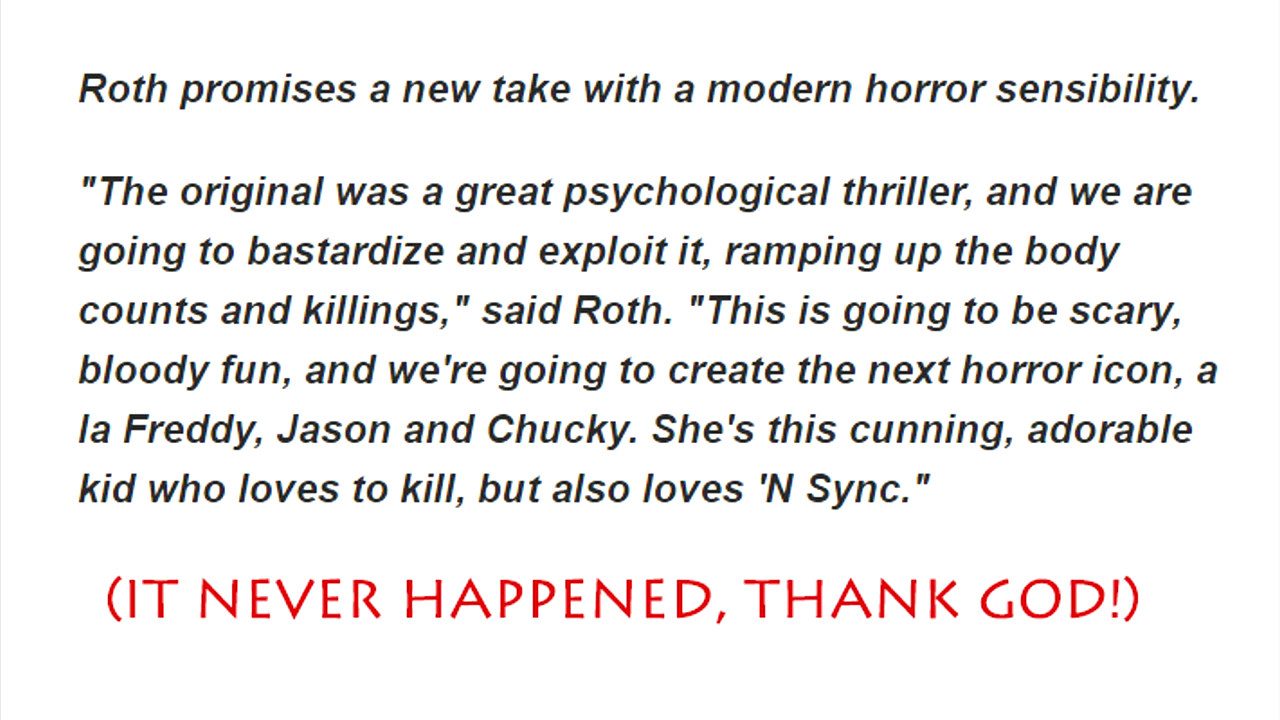 Roth promises a new take with a modern horror sensibility.
"The original was a great psychological thriller, and we are
going to bastardize and exploit it, ramping up the body
counts and killings," said Roth. "This is going to be scary,
bloody fun, and we're going to create the next horror icon, a
la Freddy, Jason and Chucky. She's this cunning, adorable
kid who loves to kill, but also loves 'N Sync."
(IT NEVER HAPPENED, THANK GOD!)